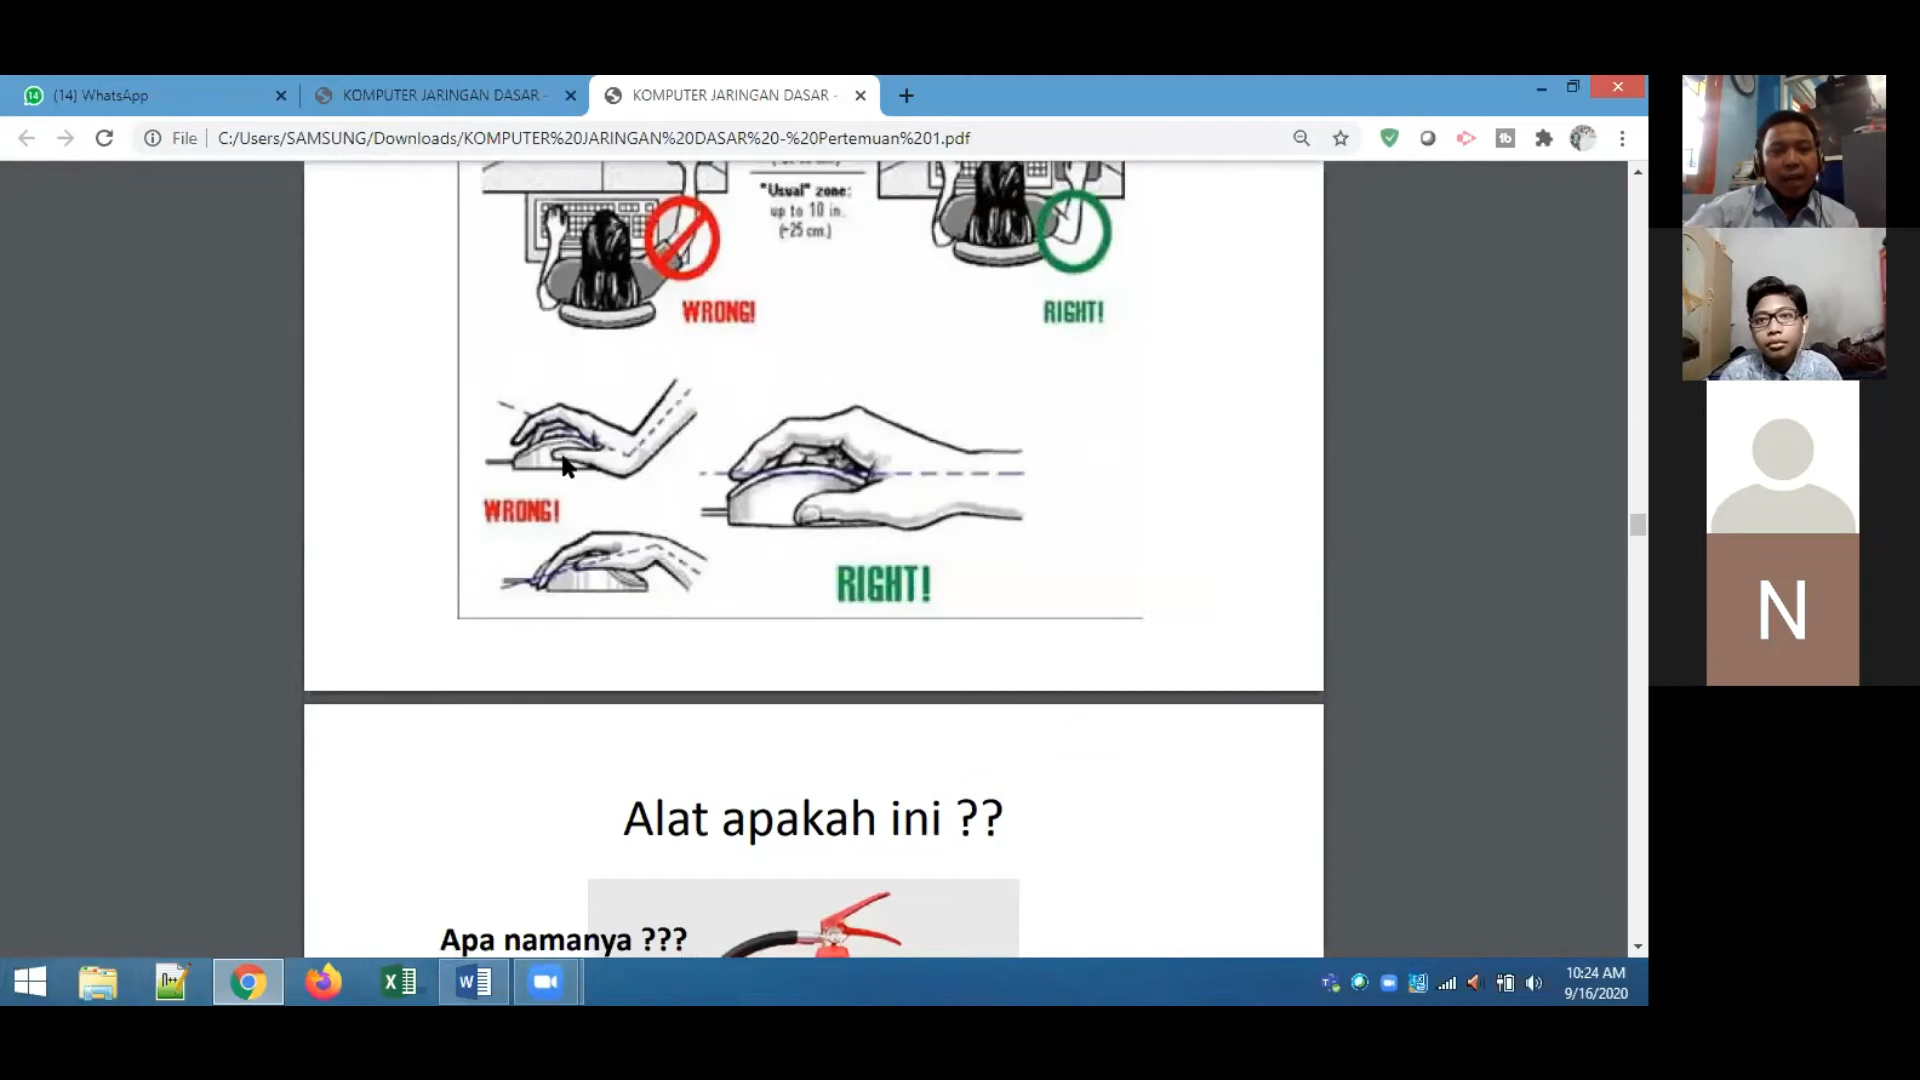 (14) WhatsApp
KOMPUTER JARINGAN DASAR -
KOMPUTER JARINGAN DASAR -
File
C:/Users/SAMSUNG/Downloads/KOMPUTER%20JARINGAN%20DASAR%20-%20Pertemuan%201.pdf
"Usual" zone:
up to 10 in.
(~25 cm.)
WRONG!
RIGHT!
WRONG!
RIGHT!
Alat apakah ini ??
Apa namanya ???
N
10:24 AM
9/16/2020